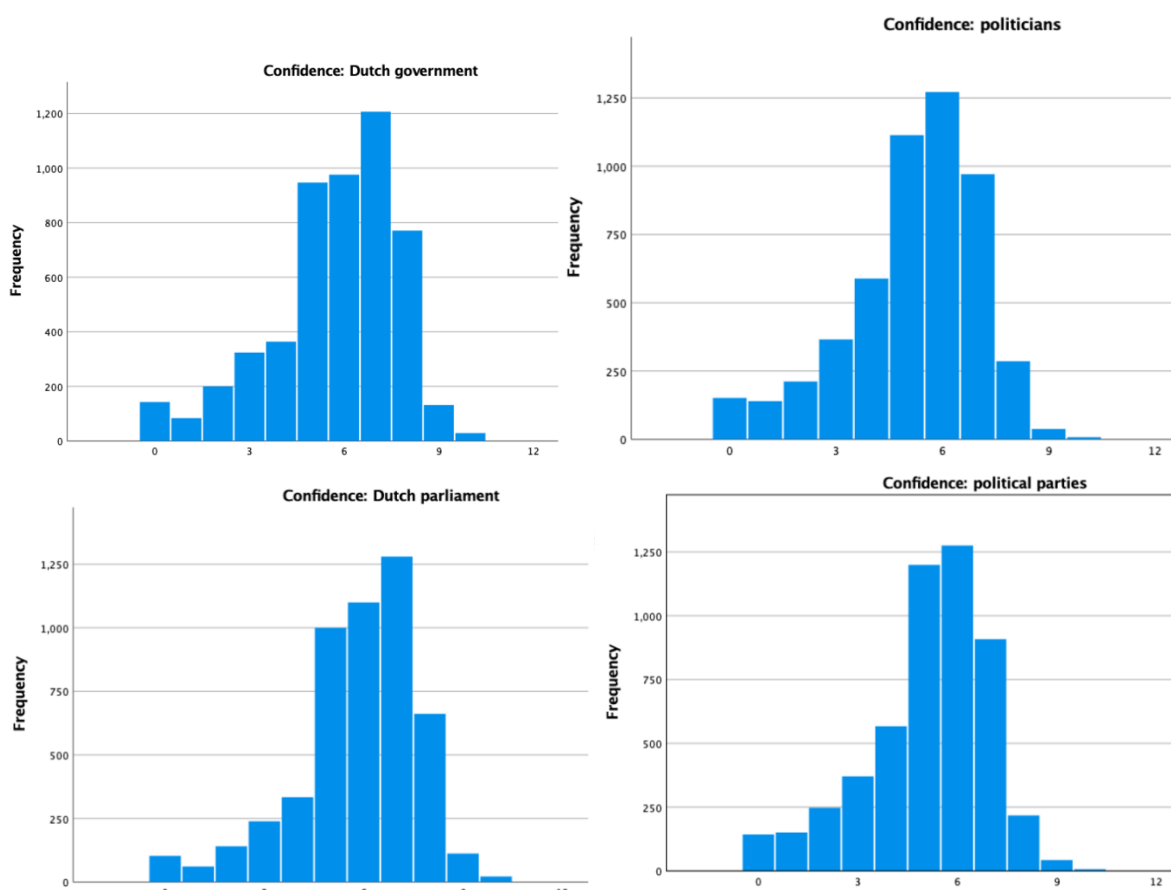 Confidence: Dutch government
Frequency
1,200
1,000
800
600
400
200
0
0 3 6 9 12
Confidence: politicians
Frequency
1,250
1,000
750
500
250
0
0 3 6 9 12
Confidence: Dutch parliament
Frequency
1,250
1,000
750
500
250
0
Confidence: political parties
Frequency
1,250
1,000
750
500
250
0
0 3 6 9 12